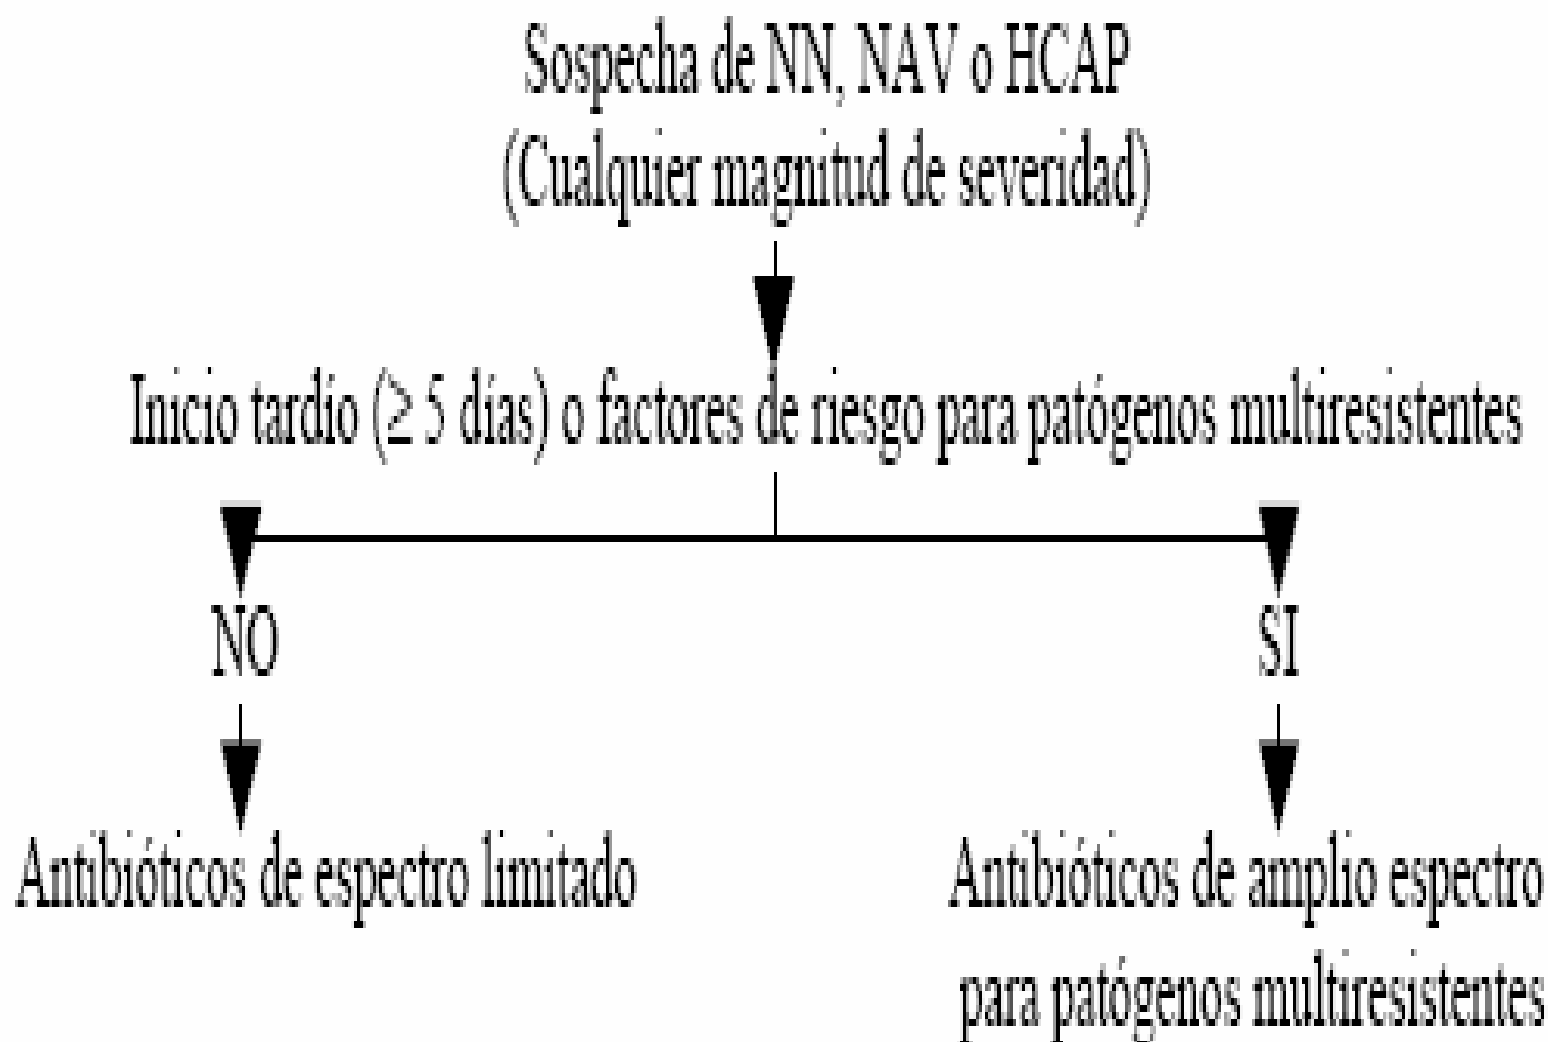 Sospecha de NN, NAV o HCAP
(Cualquier magnitud de severidad)
Inicio tardío (≥ 5 días) o factores de riesgo para patógenos multiresistentes
NO
SI
Antibióticos de espectro limitado
Antibióticos de amplio espectro
para patógenos multiresistentes